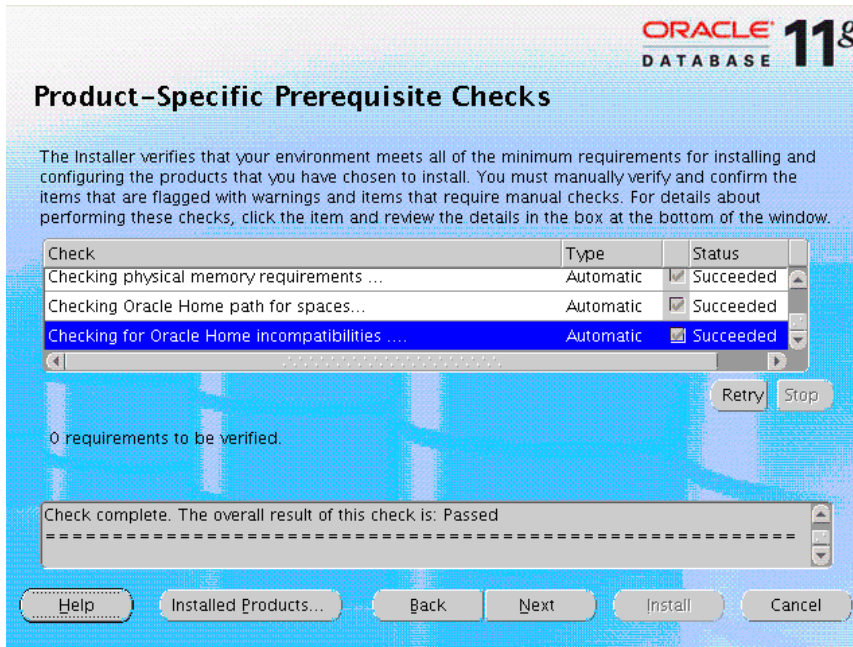 ORACLE 11g
DATABASE
Product-Specific Prerequisite Checks
The Installer verifies that your environment meets all of the minimum requirements for installing and
configuring the products that you have chosen to install. You must manually verify and confirm the
items that are flagged with warnings and items that require manual checks. For details about
performing these checks, click the item and review the details in the box at the bottom of the window.
Check Type Status
Checking physical memory requirements ... Automatic Succeeded
Checking Oracle Home path for spaces... Automatic Succeeded
Checking for Oracle Home incompatibilities .... Automatic Succeeded
Retry Stop
0 requirements to be verified.
Check complete. The overall result of this check is: Passed
========================================================
Help Installed Products... Back Next Install Cancel